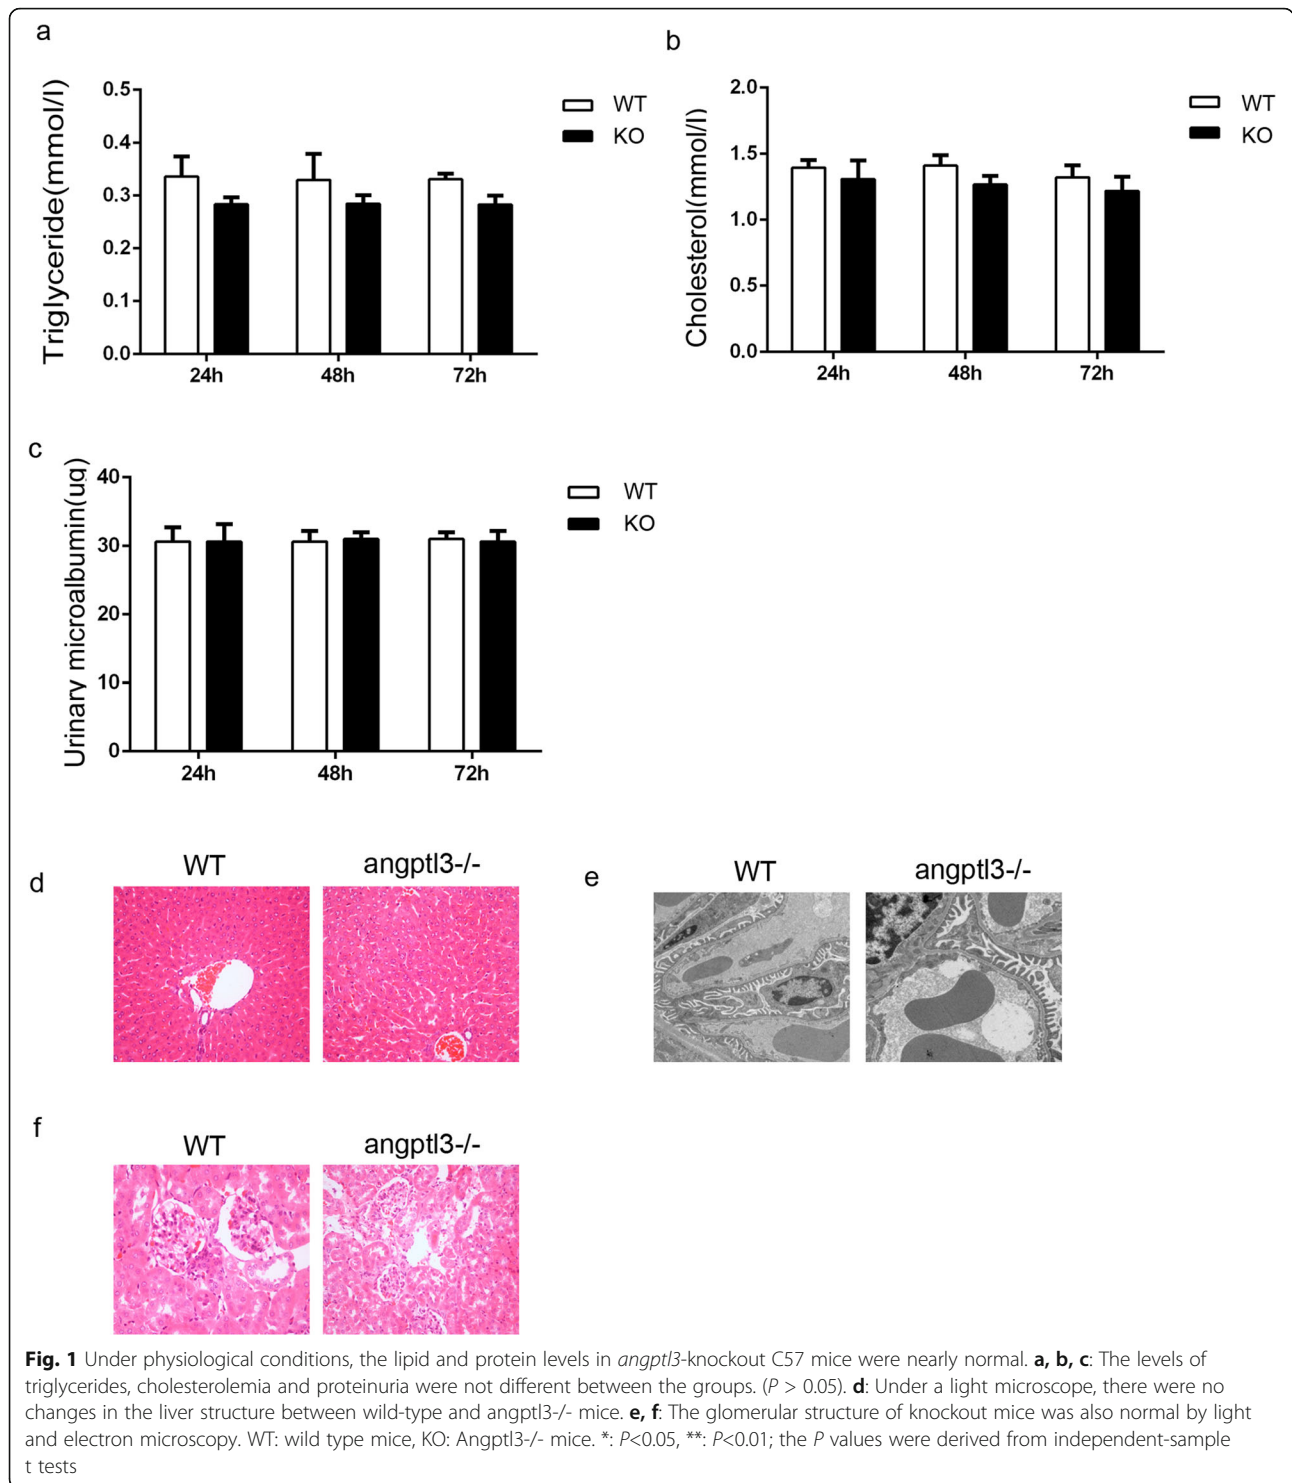 a
Triglyceride(mmol/l)
0.5
0.4
0.3
0.2
0.1
0.0
24h 48h 72h
WT
KO
b
Cholesterol(mmol/l)
2.0
1.5
1.0
0.5
0.0
24h 48h 72h
WT
KO
c
Urinary microalbumin(ug)
40
30
20
10
0
24h 48h 72h
WT
KO
d
WT angptl3-/-
e
WT angptl3-/-
f
WT angptl3-/-
Fig. 1 Under physiological conditions, the lipid and protein levels in angptl3-knockout C57 mice were nearly normal. a, b, c: The levels of
triglycerides, cholesterolemia and proteinuria were not different between the groups. (P > 0.05). d: Under a light microscope, there were no
changes in the liver structure between wild-type and angptl3-/- mice. e, f: The glomerular structure of knockout mice was also normal by light
and electron microscopy. WT: wild type mice, KO: Angptl3-/- mice. *: P<0.05, **: P<0.01; the P values were derived from independent-sample
t tests